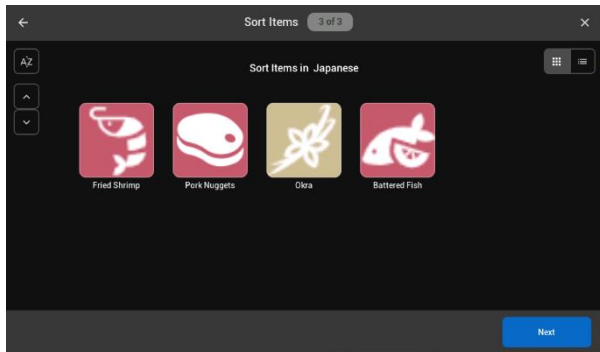 Sort Items 3 of 3
AZ
Sort Items in Japanese
Fried Shrimp
Pork Nuggets
Okra
Battered Fish
Next